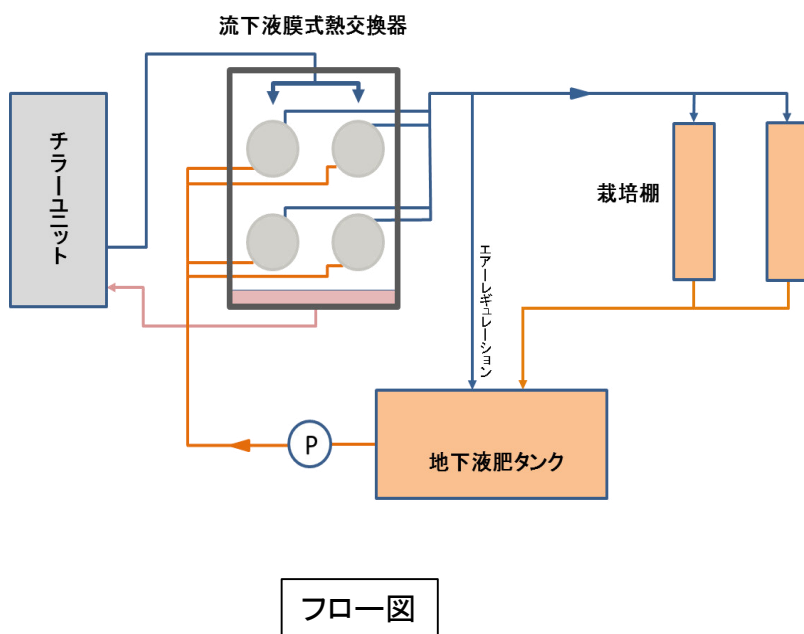 流下液膜式熱交換器
チラーユニット
栽培棚
エアーレギュレーション
P
地下液肥タンク
フロー図